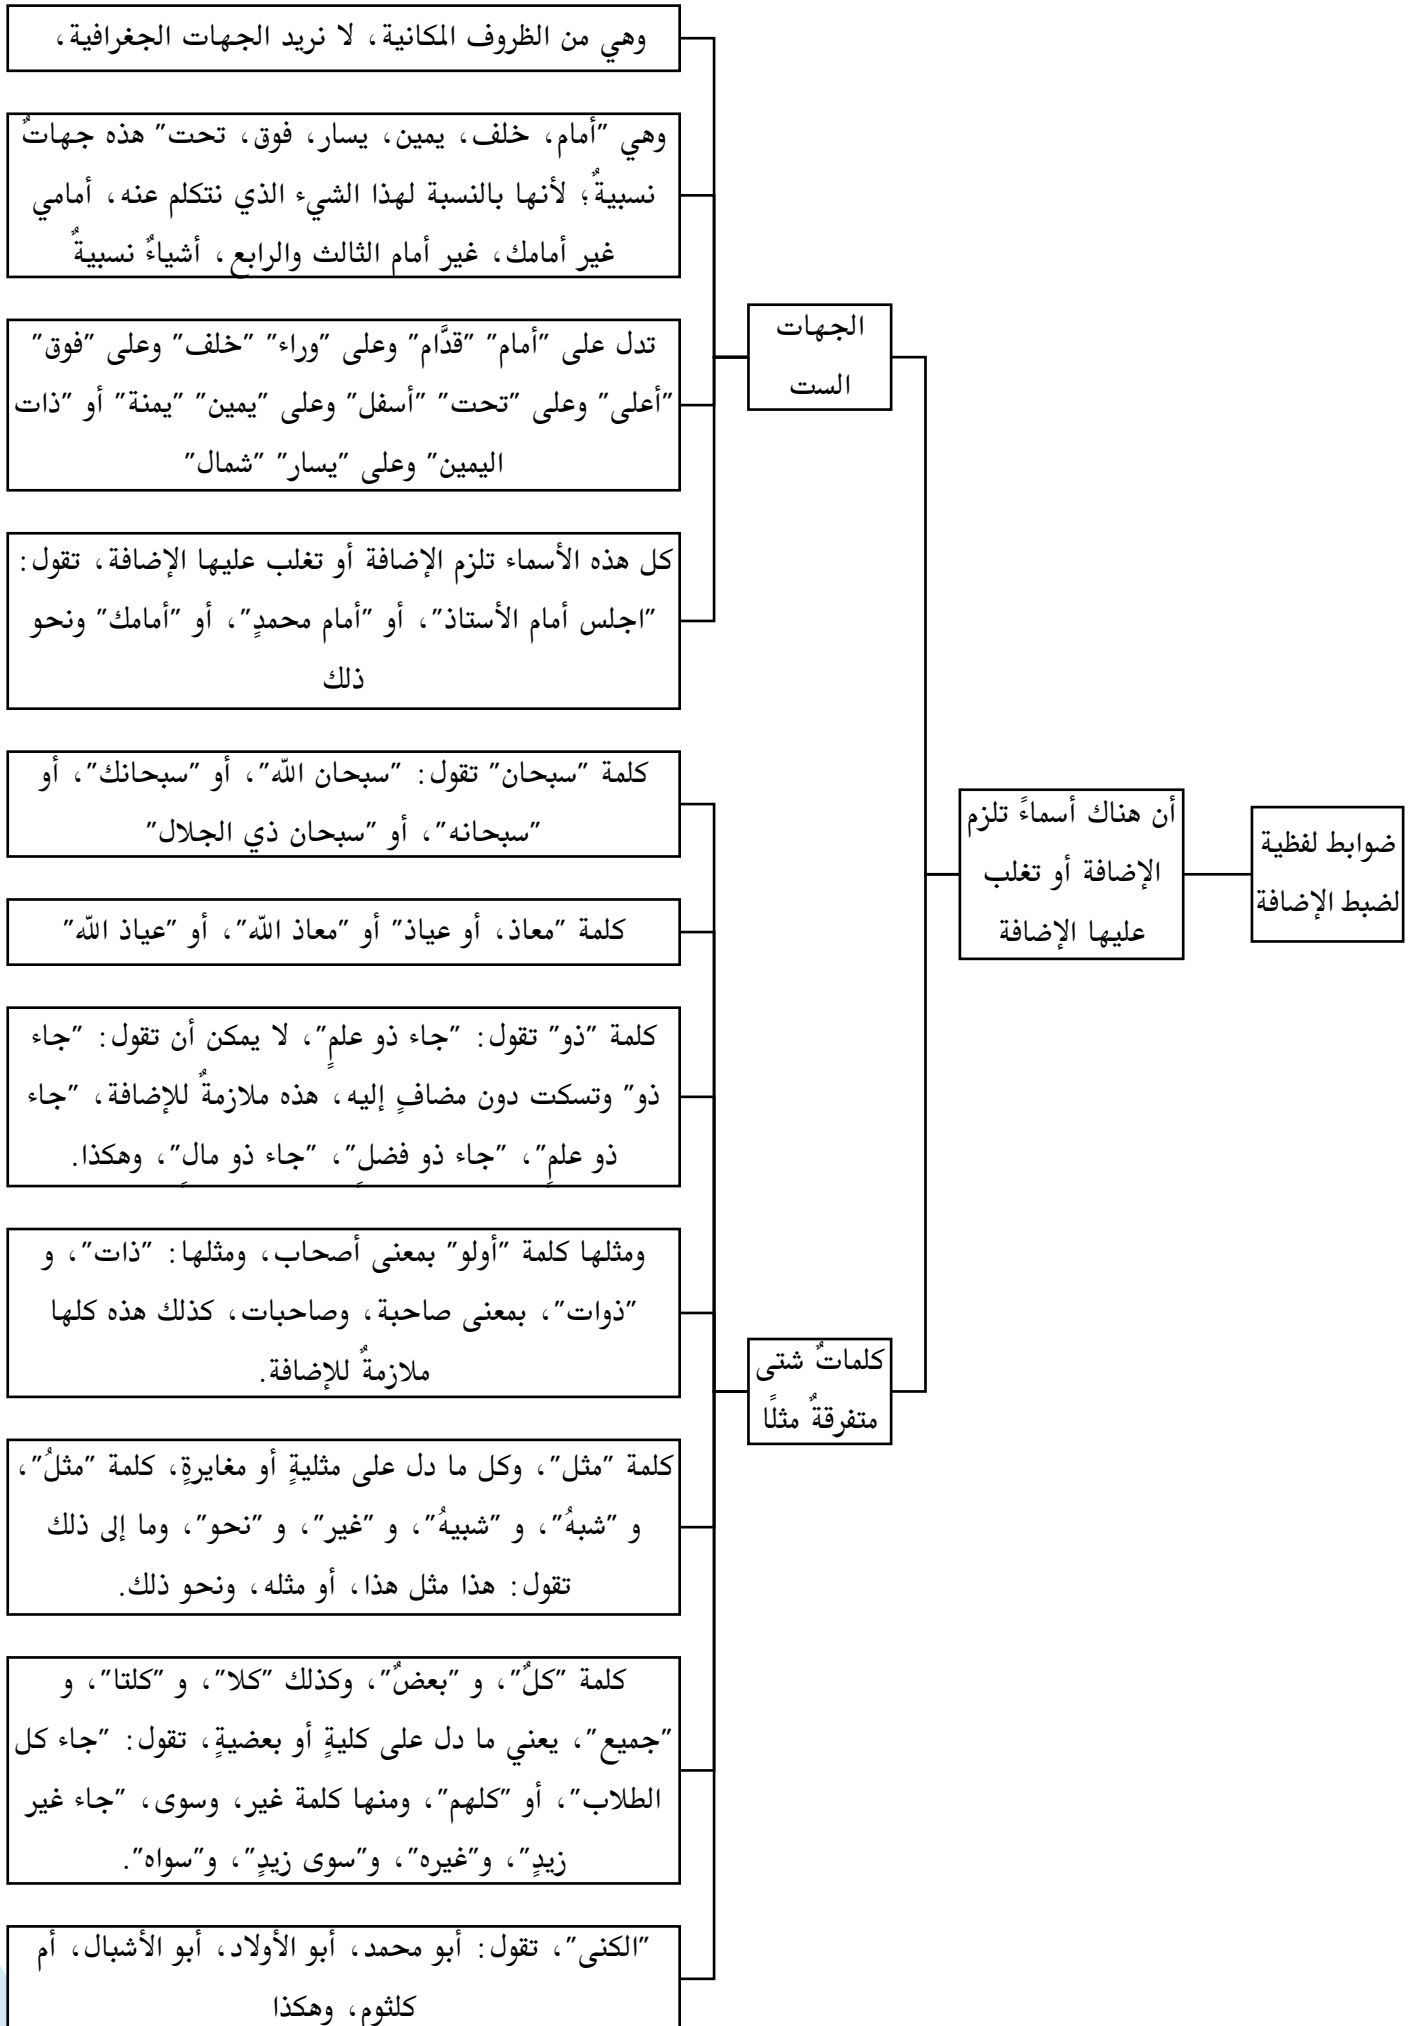 ضوابط لفظية
لضبط الإضافة
أن هناك أسماءً تلزم
الإضافة أو تغلب
عليها الإضافة
الجهات
الست
وهي من الظروف المكانية، لا نريد الجهات الجغرافية،
وهي "أمام، خلف، يمين، يسار، فوق، تحت" هذه جهاتٌ
نسبيةٌ؛ لأنها بالنسبة لهذا الشيء الذي نتكلم عنه، أمامي
غير أمامك، غير أمام الثالث والرابع، أشياءٌ نسبيةٌ
تدل على "أمام" "قدَّام" وعلى "وراء" "خلف" وعلى "فوق"
"أعلى" وعلى "تحت" "أسفل" وعلى "يمين" "يمنة" أو "ذات
اليمين" وعلى "يسار" "شمال"
كل هذه الأسماء تلزم الإضافة أو تغلب عليها الإضافة، تقول:
"اجلس أمام الأستاذ"، أو "أمام محمدٍ"، أو "أمامك" ونحو
ذلك
كلماتٌ شتى
متفرقةٌ مثلًا
كلمة "سبحان" تقول: "سبحان الله"، أو "سبحانك"، أو
"سبحانه"، أو "سبحان ذي الجلال"
كلمة "معاذ، أو عياذ" أو "معاذ الله"، أو "عياذ الله"
كلمة "ذو" تقول: "جاء ذو علمٍ"، لا يمكن أن تقول: "جاء
ذو" وتسكت دون مضافٍ إليه، هذه ملازمةٌ للإضافة، "جاء
ذو علمٍ"، "جاء ذو فضلٍ"، "جاء ذو مالٍ"، وهكذا.
ومثلها كلمة "أولو" بمعنى أصحاب، ومثلها: "ذات"، و
"ذوات"، بمعنى صاحبة، وصاحبات، كذلك هذه كلها
ملازمةٌ للإضافة.
كلمة "مثل"، وكل ما دل على مثليةٍ أو مغايرةٍ، كلمة "مثلُ"،
و "شبهُ"، و "شبيهُ"، و "غير"، و "نحو"، وما إلى ذلك
تقول: هذا مثل هذا، أو مثله، ونحو ذلك.
كلمة "كلٌ"، و "بعضٌ"، وكذلك "كلا"، و "كلتا"، و
"جميع"، يعني ما دل على كليةٍ أو بعضيةٍ، تقول: "جاء كل
الطلاب"، أو "كلهم"، ومنها كلمة غير، وسوى، "جاء غير
زيدٍ"، و"غيره"، و"سوى زيدٍ"، و"سواه".
"الكنى"، تقول: أبو محمد، أبو الأولاد، أبو الأشبال، أم
كلثوم، وهكذا